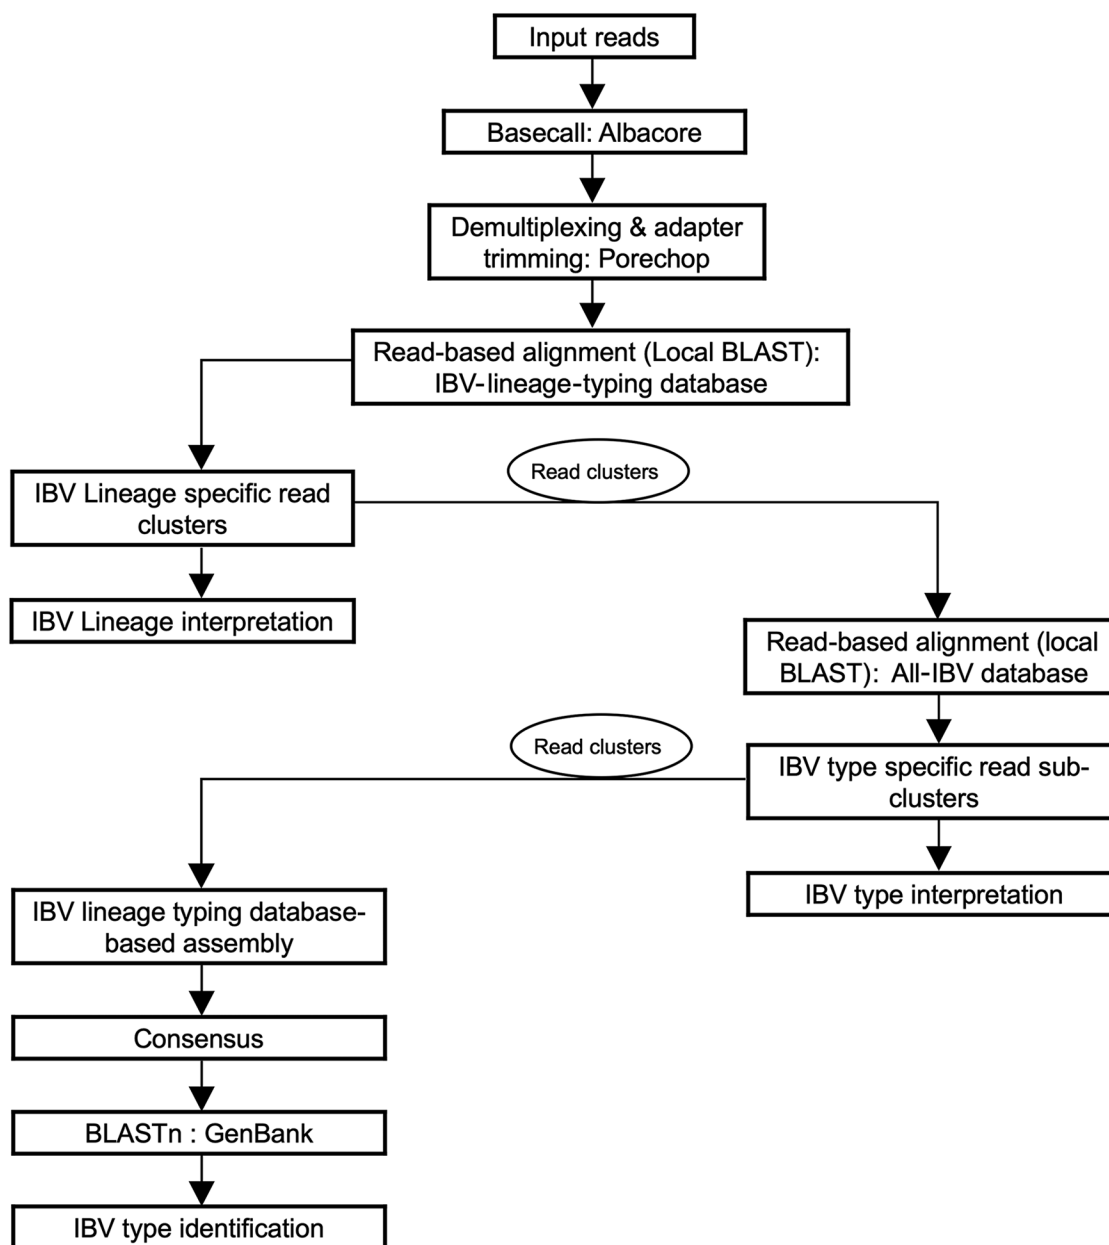 Input reads
Basecall: Albacore
Demultiplexing & adapter
trimming: Porechop
Read-based alignment (Local BLAST):
IBV-lineage-typing database
Read clusters
IBV Lineage specific read
clusters
IBV Lineage interpretation
Read-based alignment (local
BLAST): All-IBV database
Read clusters
IBV type specific read sub-
clusters
IBV type interpretation
IBV lineage typing database-
based assembly
Consensus
BLASTn : GenBank
IBV type identification